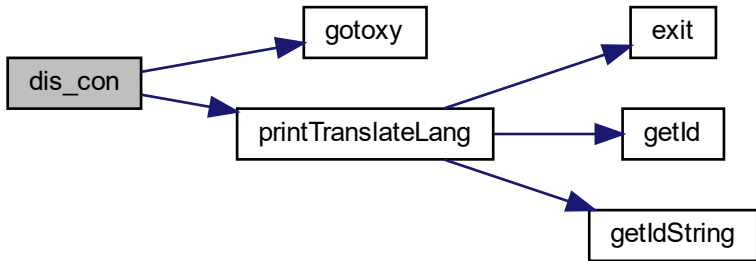 dis_con
gotoxy
printTranslateLang
exit
getId
getIdString